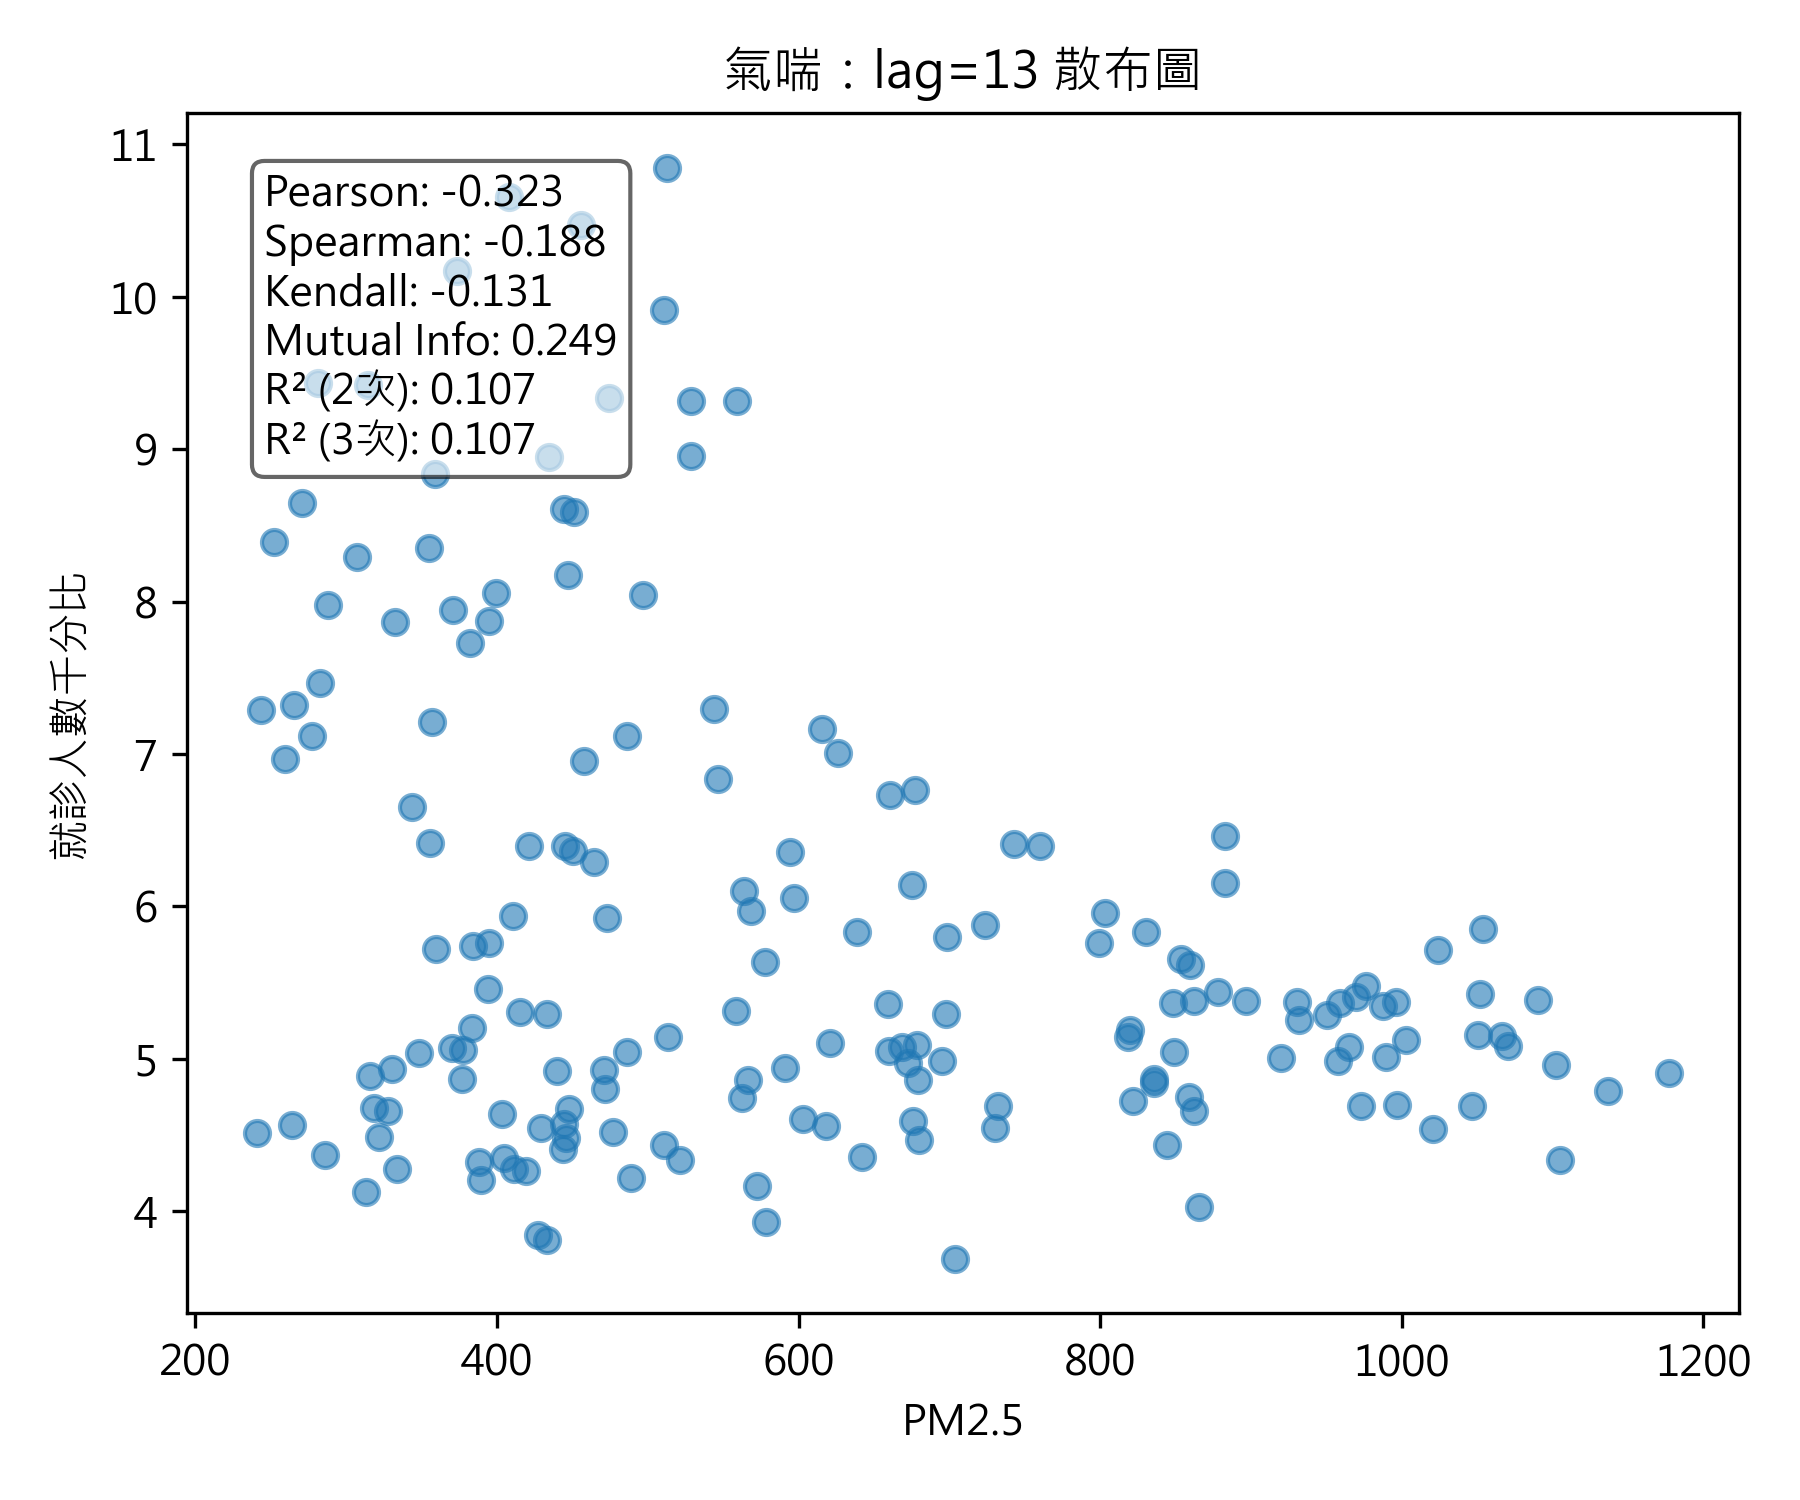 氣喘：lag=13 散布圖
Pearson: -0.323
Spearman: -0.188
Kendall: -0.131
Mutual Info: 0.249
R² (2次): 0.107
R² (3次): 0.107
就診人數千分比
11
10
9
8
7
6
5
4
200 400 600 800 1000 1200
PM2.5